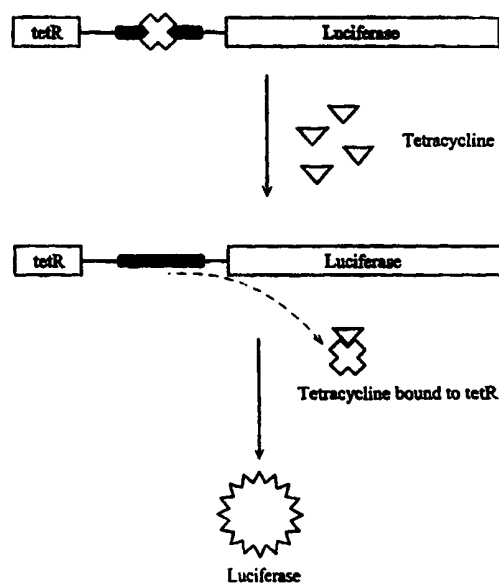 tetR Luciferase
Tetracycline
tetR Luciferase
Tetracycline bound to tetR
Luciferase